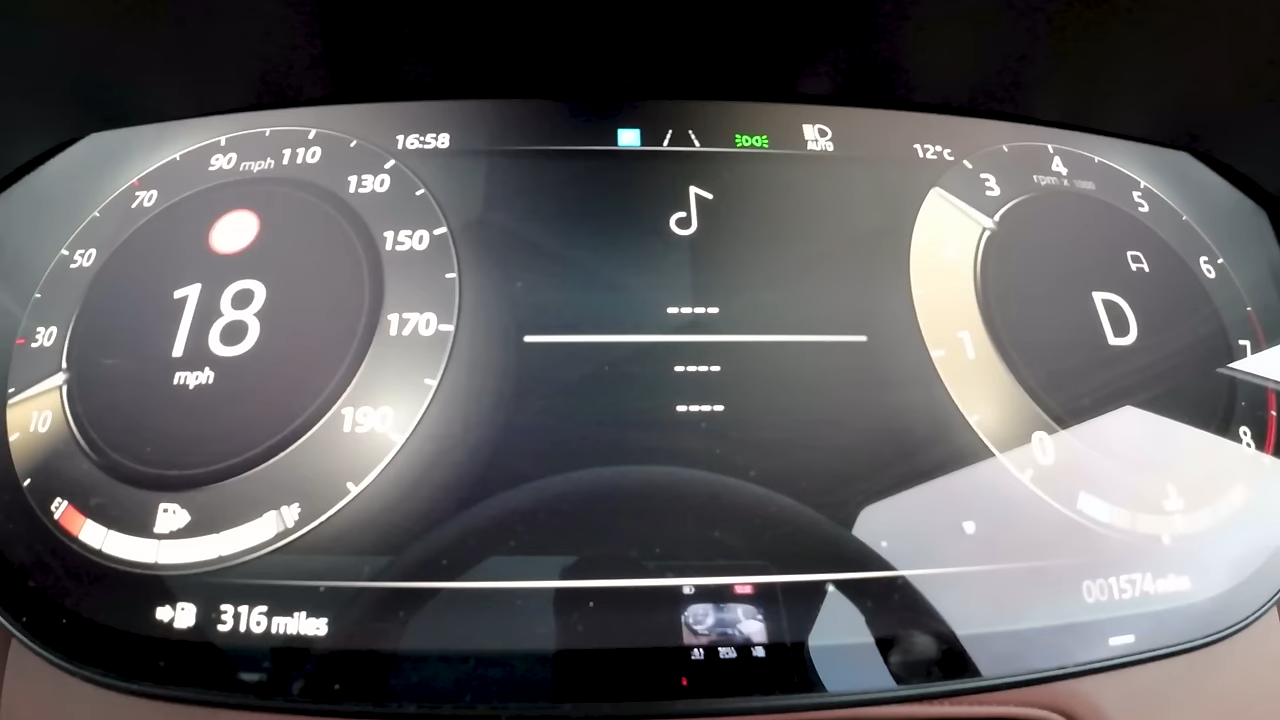 16:58
AUTO
12°c
10
30
50
70
90 mph 110
130
150
170
190
18
mph
E
F
----
----
----
0
1
3
4
5
6
7
8
rpm x 1000
A
D
316 miles
001574 miles